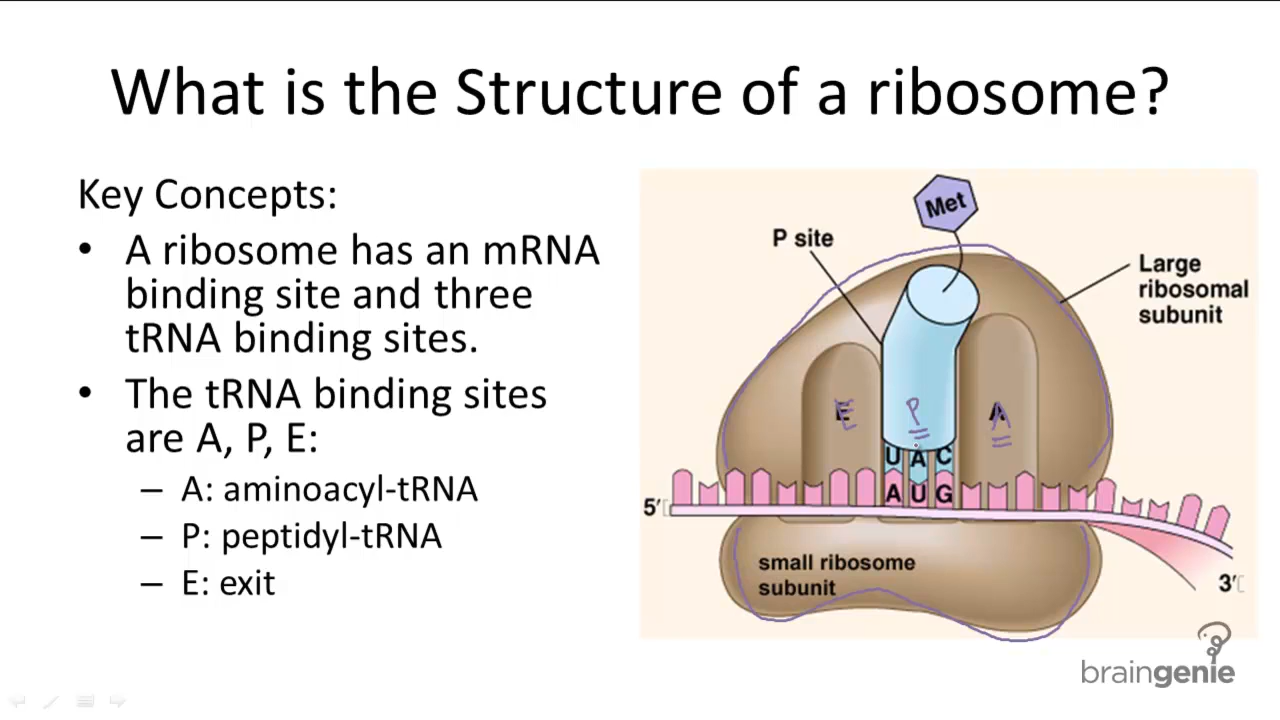 What is the Structure of a ribosome?
Key Concepts:
• A ribosome has an mRNA
binding site and three
tRNA binding sites.
• The tRNA binding sites
are A, P, E:
– A: aminoacyl-tRNA
– P: peptidyl-tRNA
– E: exit
Met
P site
Large
ribosomal
subunit
E P A
U A C
A U G
5′
3′
small ribosome
subunit
braingenie